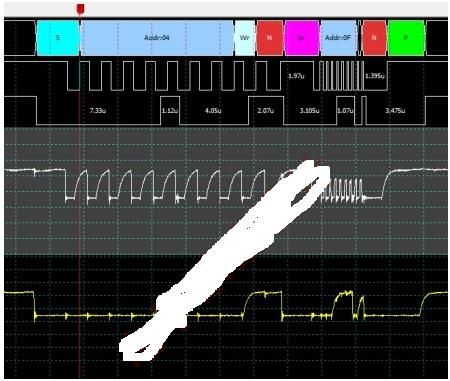 S Addr:04 Wr N Sr Addr:0F N P
1.97u 1.395u
7.33u 1.12u 4.05u 2.07u 3.105u 1.07u 3.475u